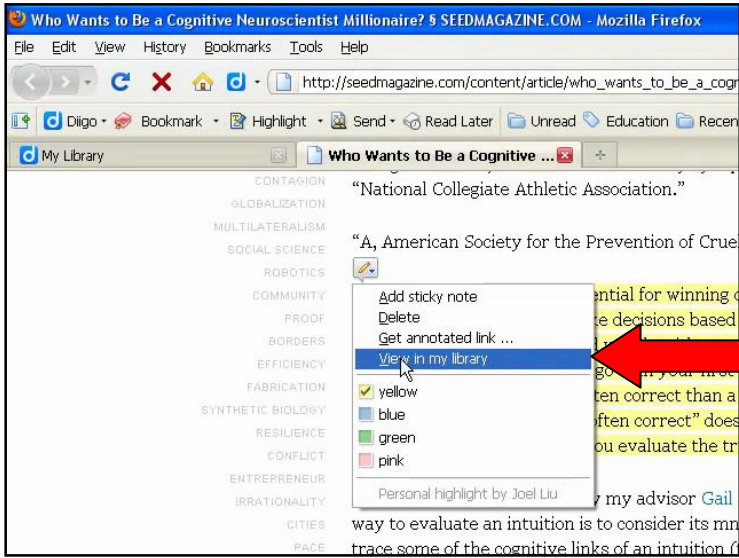 Who Wants to Be a Cognitive Neuroscientist Millionaire? § SEEDMAGAZINE.COM - Mozilla Firefox
File Edit View History Bookmarks Tools Help
http://seedmagazine.com/content/article/who_wants_to_be_a_cogr
Diigo Bookmark Highlight Send Read Later Unread Education Recen
My Library Who Wants to Be a Cognitive ...
CONTAGION
"National Collegiate Athletic Association."
GLOBALIZATION
MULTILATERALISM
"A, American Society for the Prevention of Cruel
SOCIAL SCIENCE
ROBOTICS
COMMUNITY
Add sticky note
ential for winning
PROOF
Delete
e decisions based
Get annotated link ...
BORDERS
View in my library
EFFICIENCY
FABRICATION
yellow
ten correct than a
SYNTHETIC BIOLOGY
blue
often correct" does
RESILIENCE
green
ou evaluate the tr
CONFLICT
pink
ENTREPRENEUR
Personal highlight by Joel Liu
y my advisor Gail
IRRATIONALITY
CITIES
way to evaluate an intuition is to consider its mn
PACE
trace some of the cognitive links of an intuition (